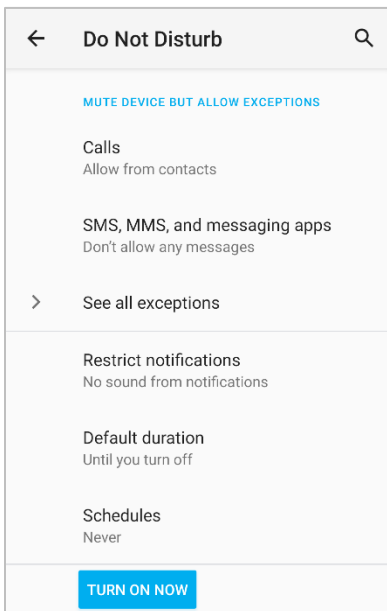 Do Not Disturb
MUTE DEVICE BUT ALLOW EXCEPTIONS
Calls
Allow from contacts
SMS, MMS, and messaging apps
Don't allow any messages
See all exceptions
Restrict notifications
No sound from notifications
Default duration
Until you turn off
Schedules
Never
TURN ON NOW